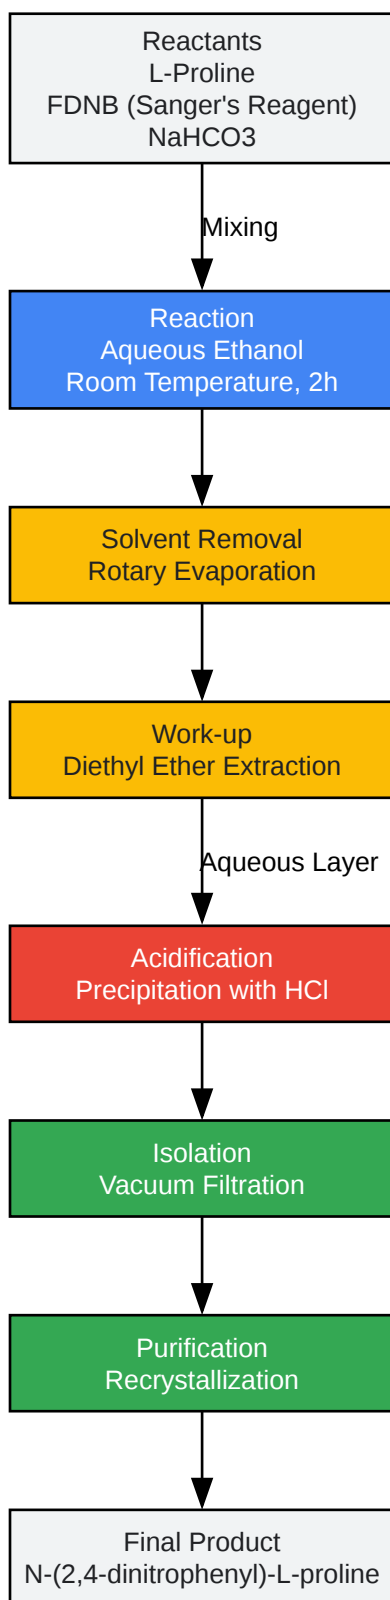 Reactants
L-Proline
FDNB (Sanger's Reagent)
NaHCO3
Mixing
Reaction
Aqueous Ethanol
Room Temperature, 2h
Solvent Removal
Rotary Evaporation
Work-up
Diethyl Ether Extraction
Aqueous Layer
Acidification
Precipitation with HCl
Isolation
Vacuum Filtration
Purification
Recrystallization
Final Product
N-(2,4-dinitrophenyl)-L-proline